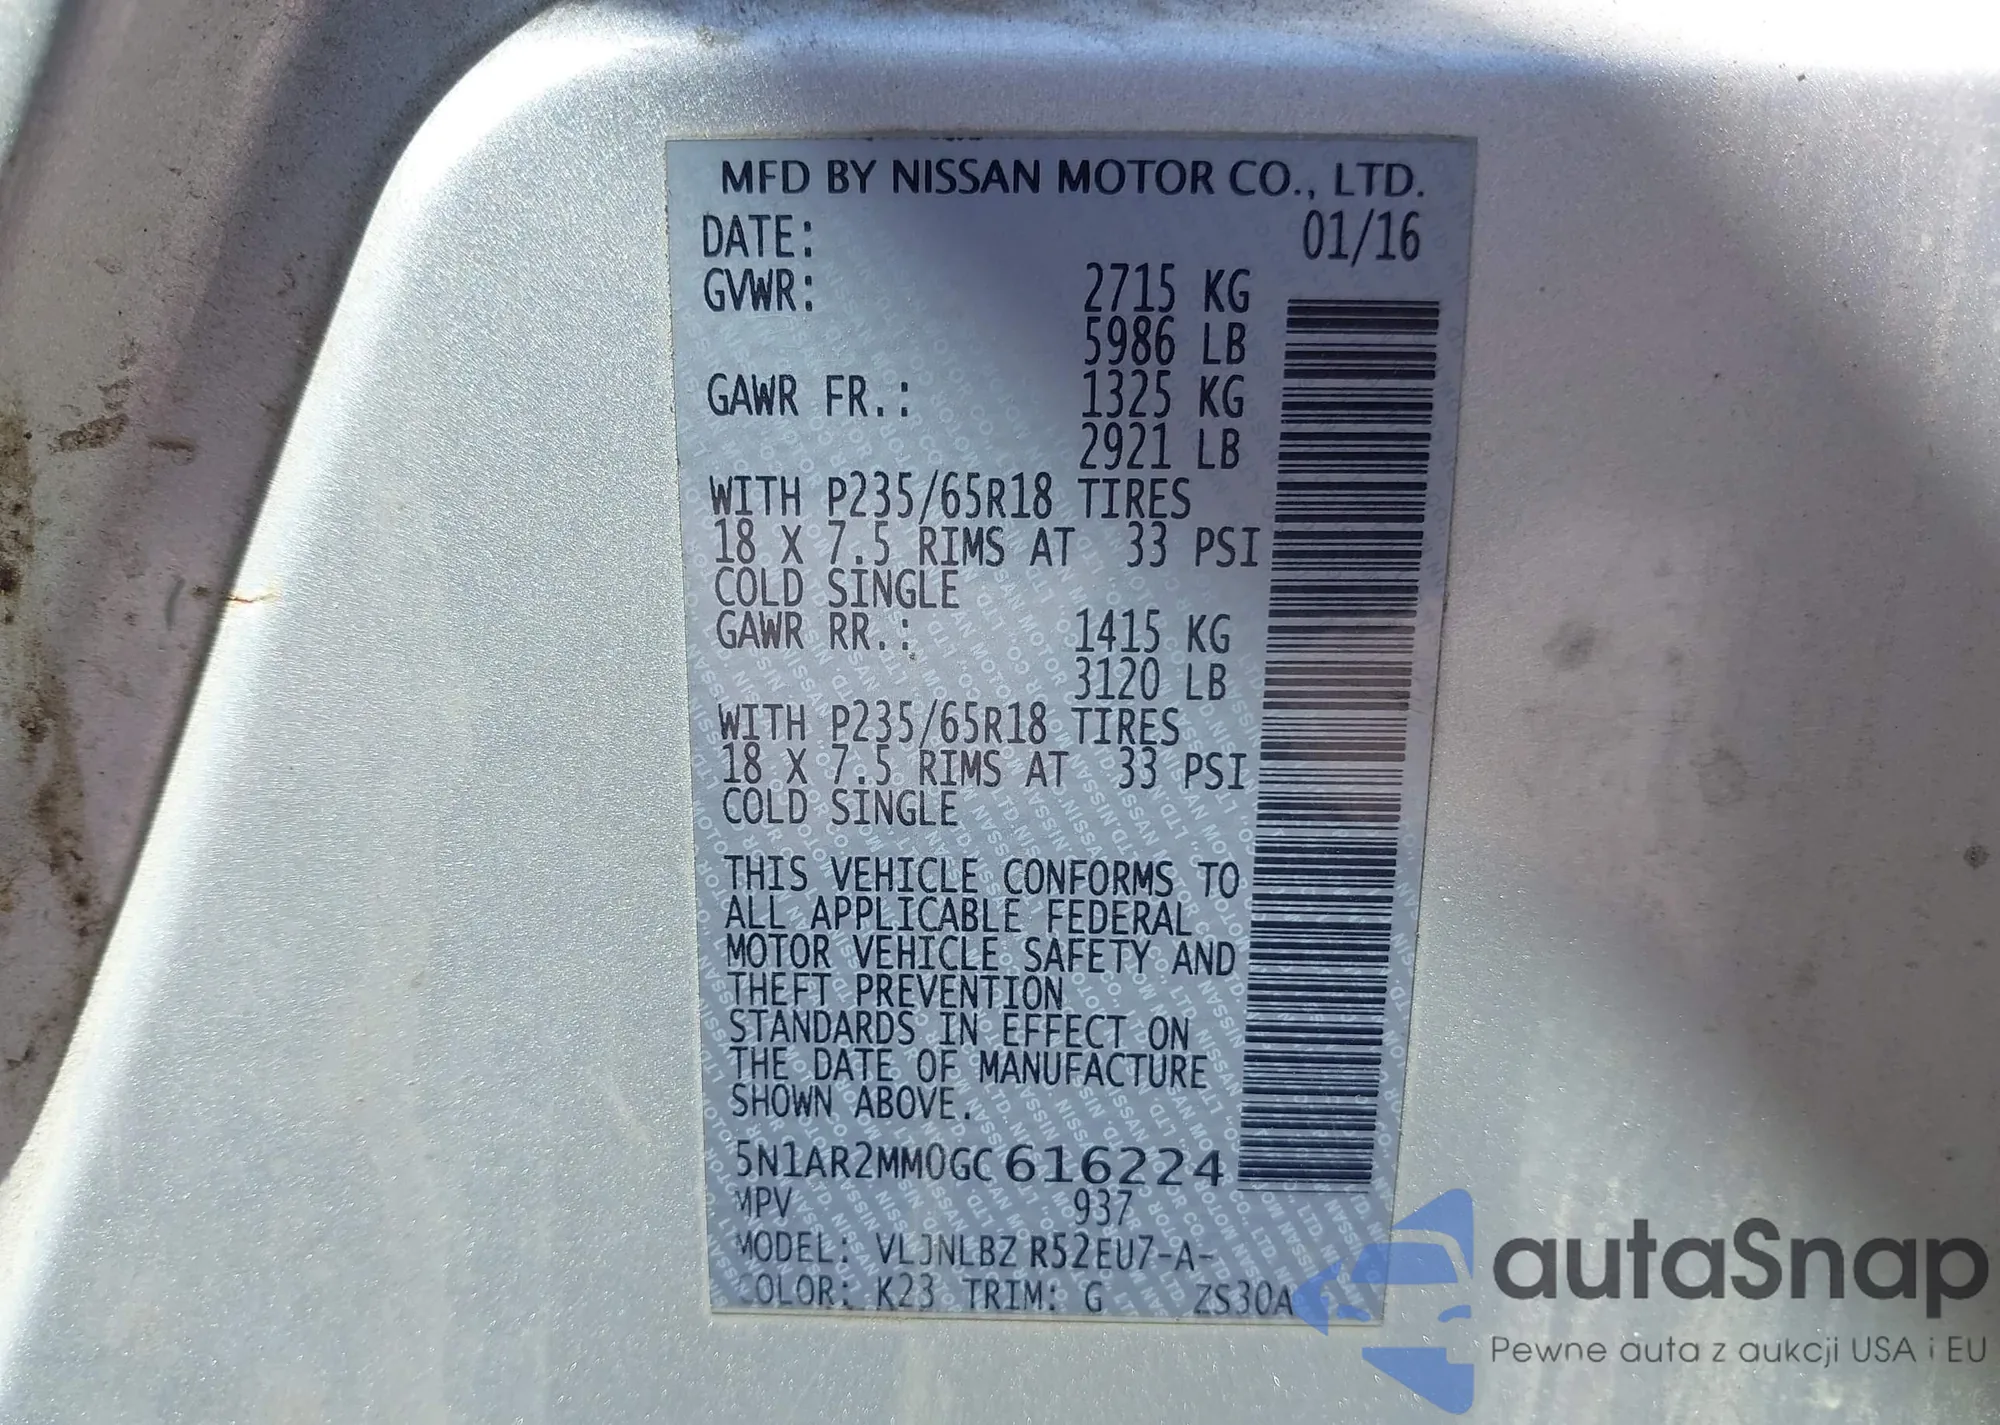 MFD BY NISSAN MOTOR CO., LTD.
DATE: 01/16
GVWR: 2715 KG
5986 LB
GAWR FR.: 1325 KG
2921 LB
WITH P235/65R18 TIRES
18 X 7.5 RIMS AT 33 PSI
COLD SINGLE
GAWR RR.: 1415 KG
3120 LB
WITH P235/65R18 TIRES
18 X 7.5 RIMS AT 33 PSI
COLD SINGLE
THIS VEHICLE CONFORMS TO
ALL APPLICABLE FEDERAL
MOTOR VEHICLE SAFETY AND
THEFT PREVENTION
STANDARDS IN EFFECT ON
THE DATE OF MANUFACTURE
SHOWN ABOVE.
5N1AR2MM0GC616224
MPV 937
MODEL: VLJNLBZ R52EU7-A-
COLOR: K23 TRIM: G ZS30A
autaSnap
Pewne auta z aukcji USA i EU